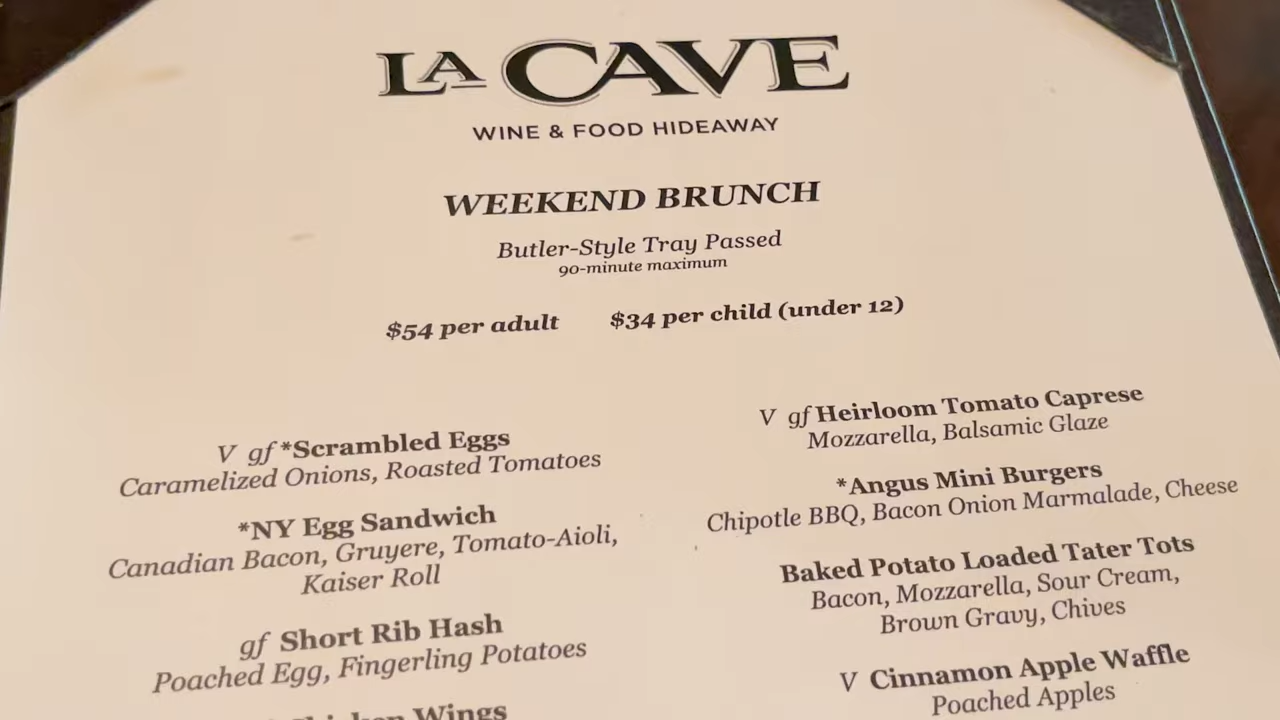 LA CAVE
WINE & FOOD HIDEAWAY
WEEKEND BRUNCH
Butler-Style Tray Passed
90-minute maximum
$54 per adult $34 per child (under 12)
V gf *Scrambled Eggs
Caramelized Onions, Roasted Tomatoes
*NY Egg Sandwich
Canadian Bacon, Gruyere, Tomato-Aioli,
Kaiser Roll
gf Short Rib Hash
Poached Egg, Fingerling Potatoes
Chicken Wings
V gf Heirloom Tomato Caprese
Mozzarella, Balsamic Glaze
*Angus Mini Burgers
Chipotle BBQ, Bacon Onion Marmalade, Cheese
Baked Potato Loaded Tater Tots
Bacon, Mozzarella, Sour Cream,
Brown Gravy, Chives
V Cinnamon Apple Waffle
Poached Apples